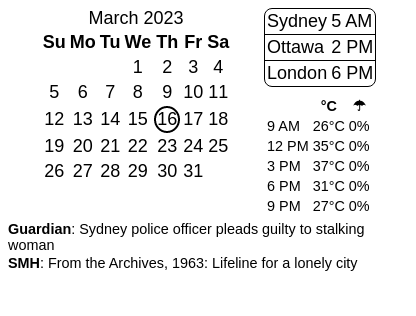 March 2023
Su Mo Tu We Th Fr Sa
1 2 3 4
5 6 7 8 9 10 11
12 13 14 15 16 17 18
19 20 21 22 23 24 25
26 27 28 29 30 31
Sydney 5 AM
Ottawa 2 PM
London 6 PM
°C ☂
9 AM 26°C 0%
12 PM 35°C 0%
3 PM 37°C 0%
6 PM 31°C 0%
9 PM 27°C 0%
Guardian: Sydney police officer pleads guilty to stalking
woman
SMH: From the Archives, 1963: Lifeline for a lonely city